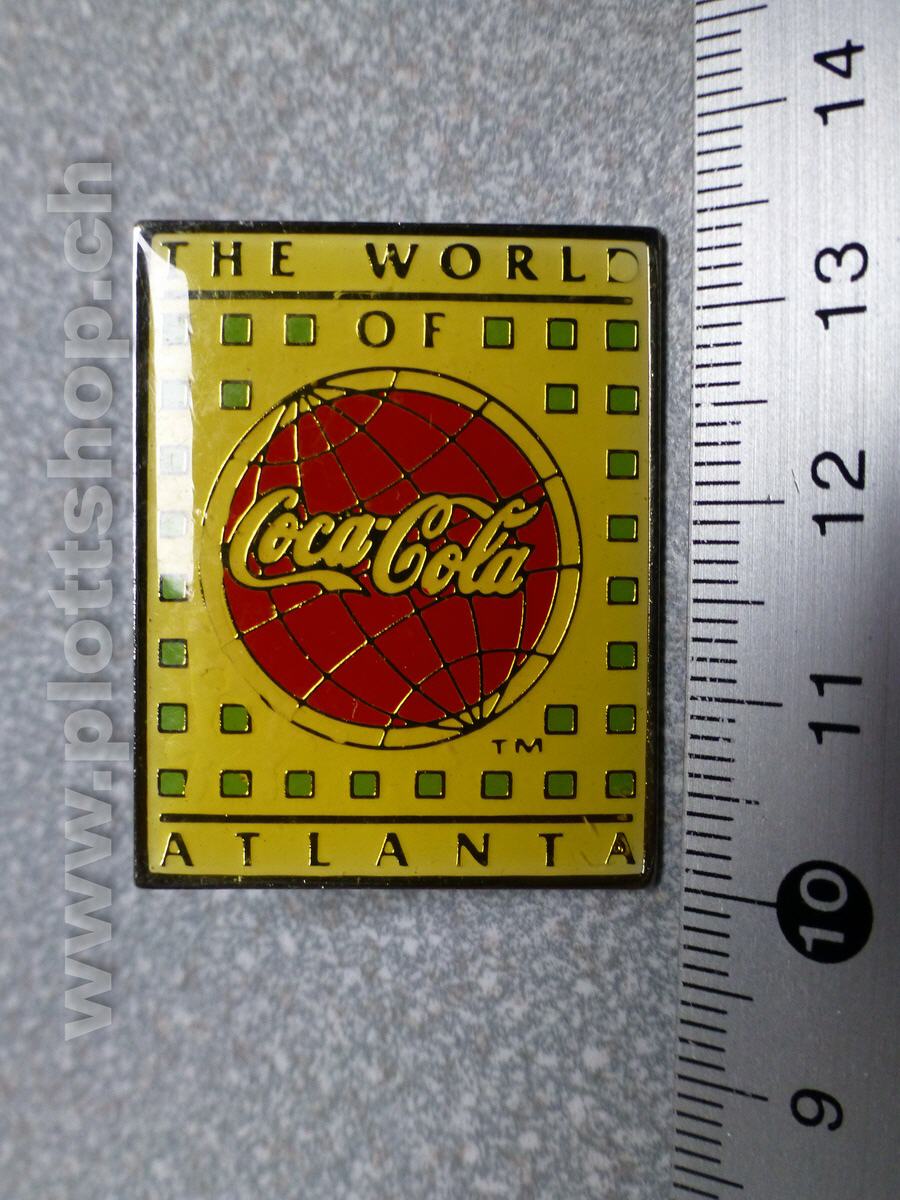 THE WORLD
OF
Coca-Cola
TM
ATLANTA
www.plottshop.ch
14
13
12
11
10
9